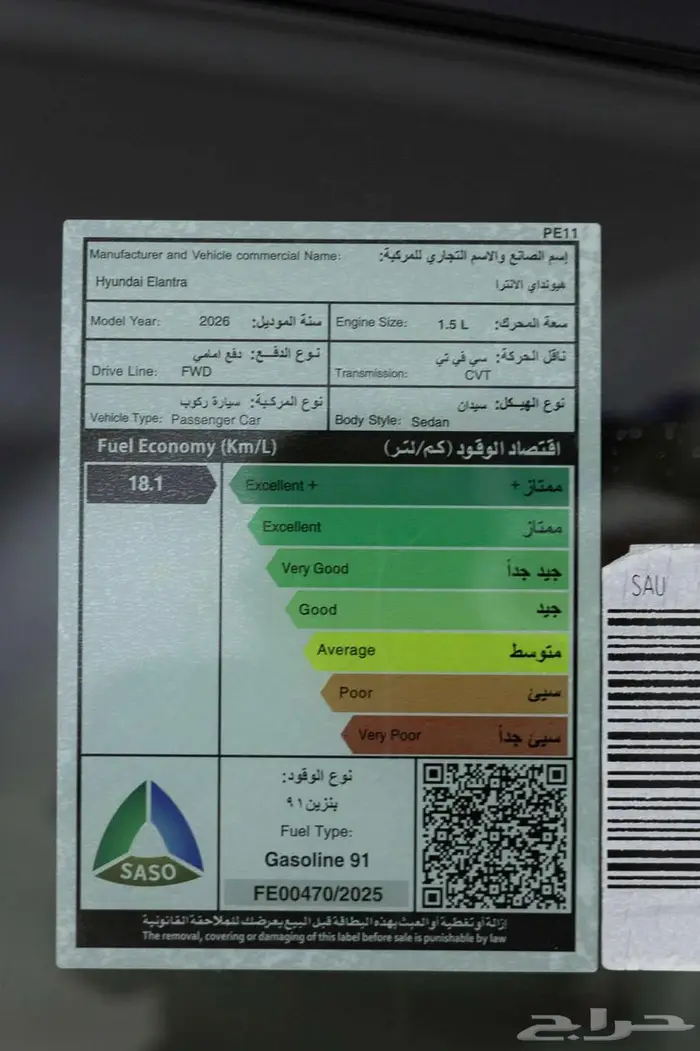 PE11
Manufacturer and Vehicle commercial Name: إسم الصانع والاسم التجاري للمركبة:
Hyundai Elantra هيونداي النترا
Model Year: 2026 سنة الموديل:
Engine Size: 1.5 L سعة المحرك:
نوع الدفع: دفع امامي
Drive Line: FWD
ناقل الحركة: سي في تي
Transmission: CVT
نوع المركبة: سيارة ركوب
Vehicle Type: Passenger Car
نوع الهيكل: سيدان
Body Style: Sedan
Fuel Economy (Km/L) اقتصاد الوقود (كم/لتر)
18.1
Excellent + ممتاز +
Excellent ممتاز
Very Good جيد جداً
Good جيد
Average متوسط
Poor سيئ
Very Poor سيئ جداً
SASO
نوع الوقود:
بنزين ٩١
Fuel Type:
Gasoline 91
FE00470/2025
إزالة أو تغطية أو العبث بهذه البطاقة قبل البيع يعرضك للملاحقة القانونية
The removal, covering or damaging of this label before sale is punishable by law
SAU
حراج